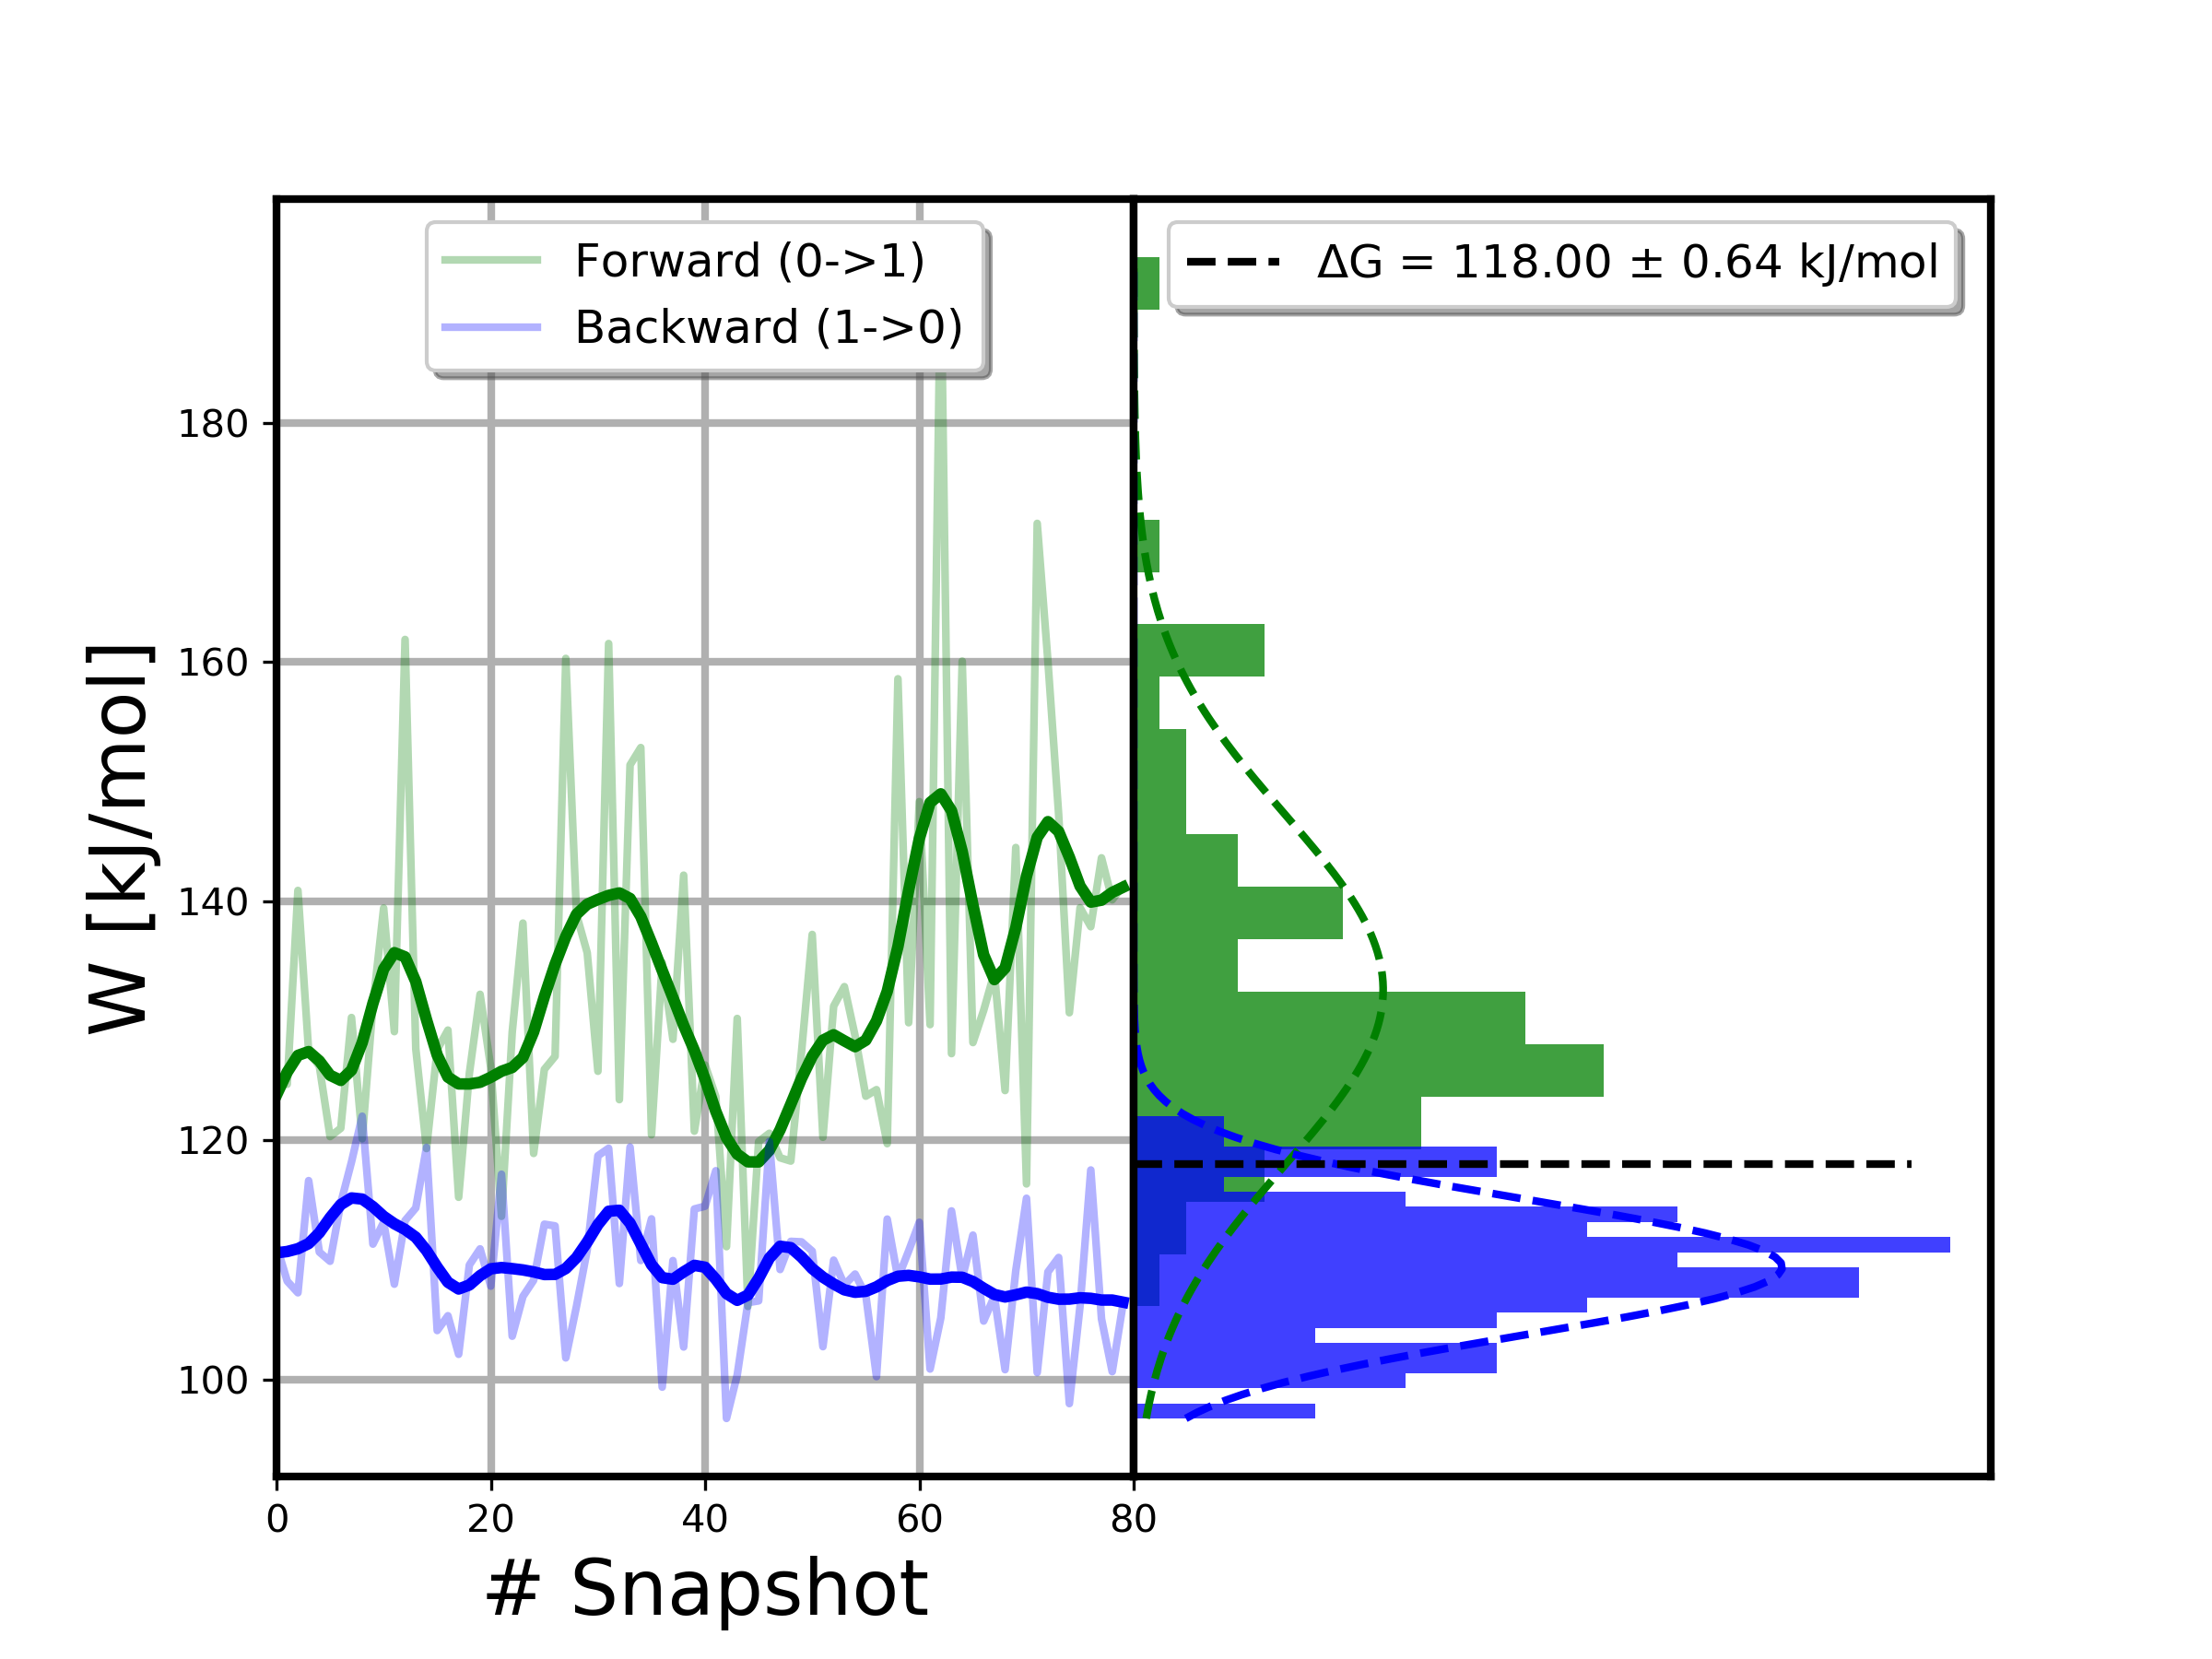 Forward (0->1)
Backward (1->0)
ΔG = 118.00 ± 0.64 kJ/mol
W [kJ/mol]
180
160
140
120
100
0
20
40
60
80
# Snapshot